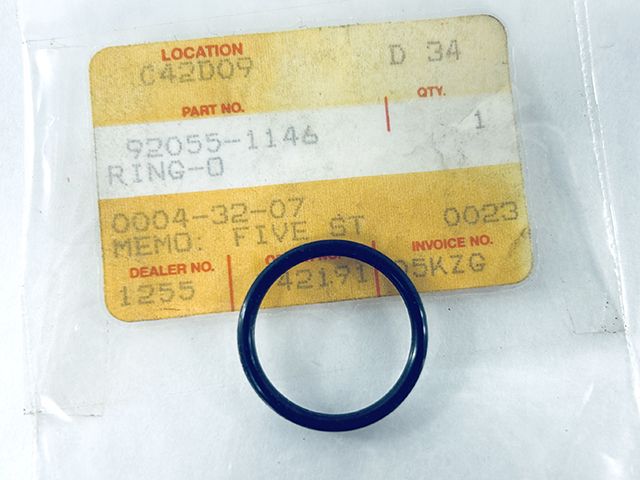 LOCATION
C42D09 D 34
PART NO. QTY.
92055-1146 1
RING-O
0004-32-07 0023
MEMO: FIVE ST
DEALER NO. INVOICE NO.
1255 42191 05KZG